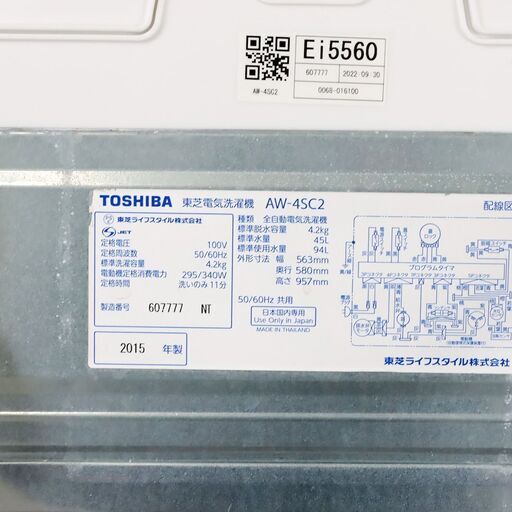 Ei5560
607777 2022-09-30
AW-4SC2 0068-016100
TOSHIBA 東芝電気洗濯機 AW-4SC2 配線図
東芝ライフスタイル株式会社
JET
定格電圧 100V
定格周波数 50/60Hz
標準洗濯容量 4.2kg
電動機定格消費電力 295/340W
定格時間 洗いのみ11分
製造番号 607777 NT
2015 年製
種類 全自動電気洗濯機
標準脱水容量 4.2kg
標準水量 45L
標準使用水量 94L
外形寸法 幅 563mm
奥行 580mm
高さ 957mm
50/60Hz 共用
日本国内専用
Use Only in Japan
MADE IN THAILAND
プログラムタイマ
東芝ライフスタイル株式会社